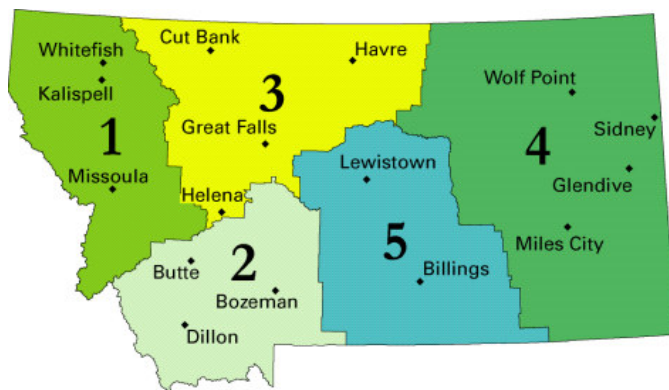 Cut Bank
Whitefish
Havre
Kalispell
3
Wolf Point
1
Great Falls
Sidney
4
Lewistown
Missoula
Glendive
Helena
Miles City
5
Butte
2
Billings
Bozeman
Dillon